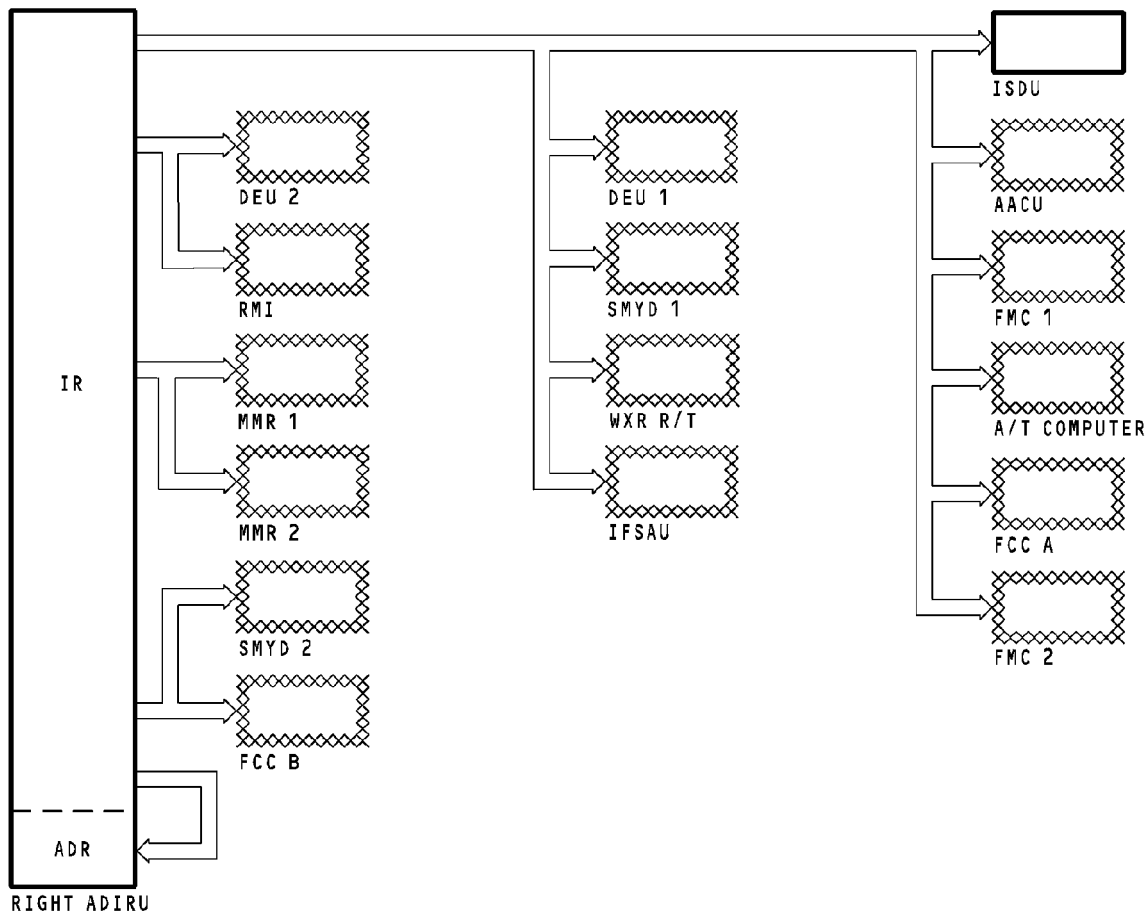 ISDU
DEU 2
DEU 1
AACU
RMI
SMYD 1
FMC 1
IR
MMR 1
WXR R/T
A/T COMPUTER
MMR 2
IFSAU
FCC A
SMYD 2
FMC 2
FCC B
ADR
RIGHT ADIRU